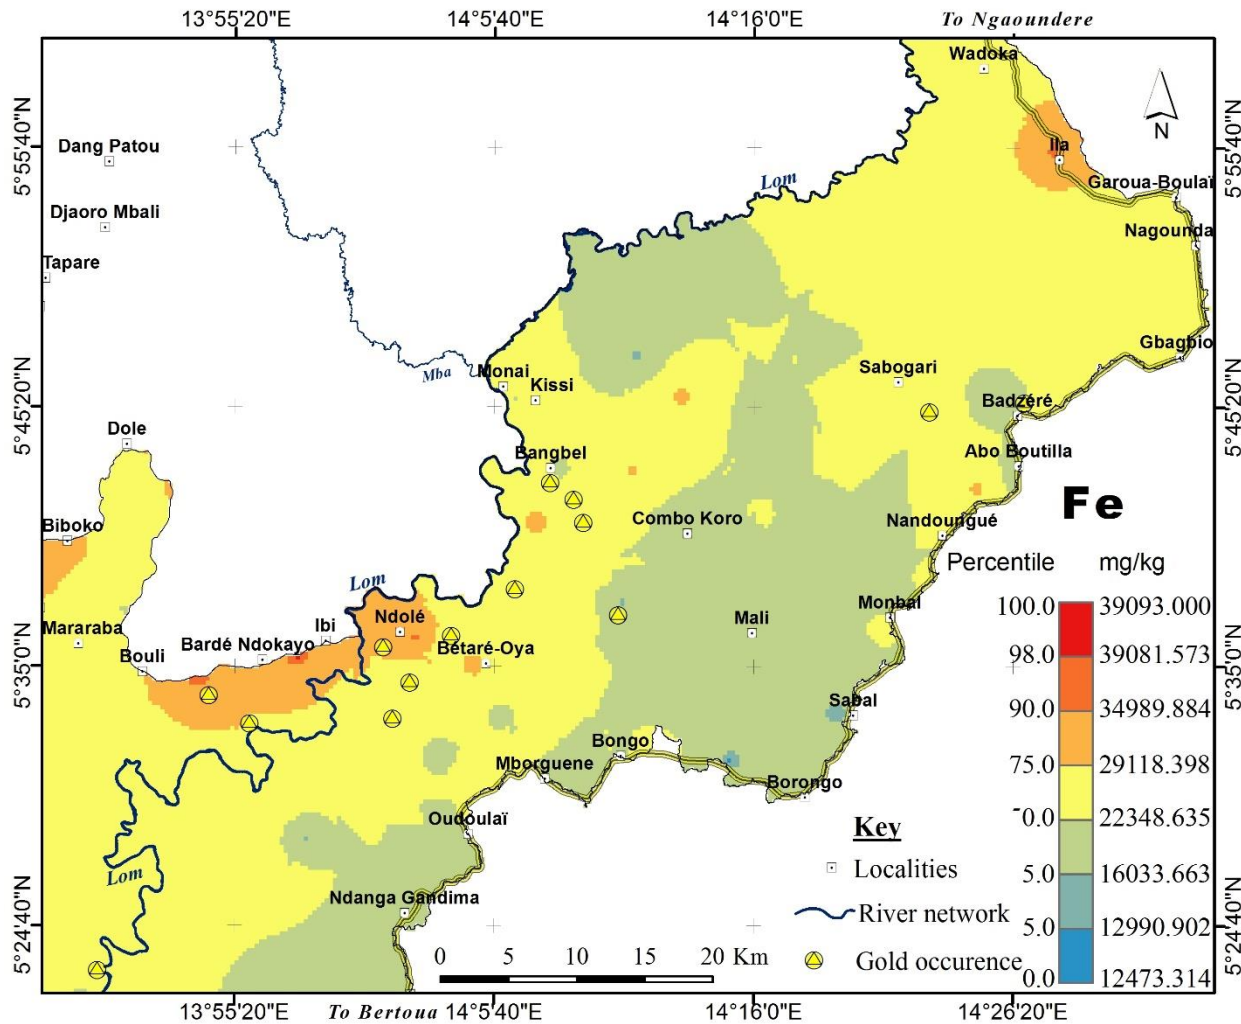 13°55'20"E
14°5'40"E
14°16'0"E
To Ngaoundere
Wadoka
N
5°55'40"N
Dang Patou
Ila
5°55'40"N
Lom
Garoua-Boulaï
Djaoro Mbali
Nagounda
Tapare
Gbagbio
Mba
Monai
Kissi
Sabogari
5°45'20"N
Badzéré
5°45'20"N
Dole
Bangbel
Abo Boutilla
Biboko
Combo Koro
Nandoungué
Fe
Percentile
mg/kg
Lom
Ndolé
Mali
Monbal
100.0
39093.000
Mararaba
Ibi
Bardé Ndokayo
Bétaré-Oya
Bouli
98.0
39081.573
5°35'0"N
5°35'0"N
Sabal
90.0
34989.884
Bongo
Mborguene
75.0
29118.398
Borongo
Oudoulaï
0.0
22348.635
Key
Lom
Localities
5.0
16033.663
Ndanga Gandima
River network
5.0
12990.902
5°24'40"N
5°24'40"N
0 5 10 15 20 Km
Gold occurence
0.0
12473.314
13°55'20"E
To Bertoua
14°5'40"E
14°16'0"E
14°26'20"E